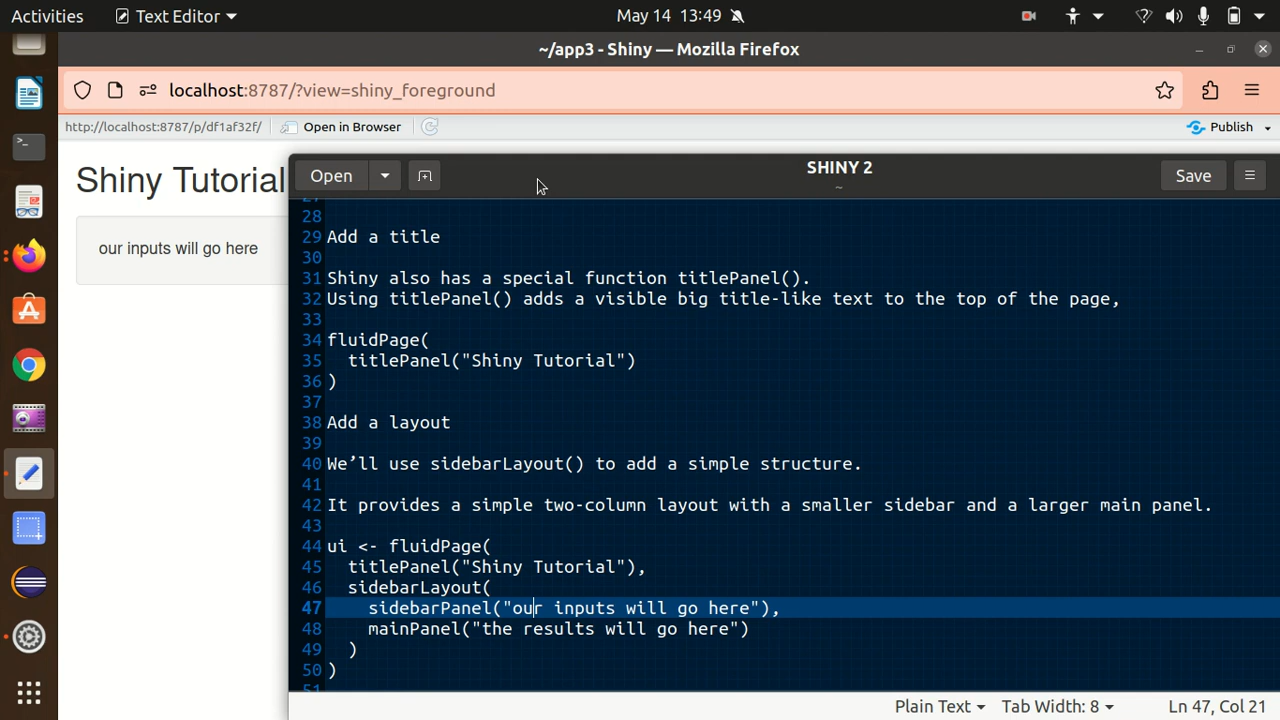 Activities Text Editor May 14 13:49
~/app3 - Shiny — Mozilla Firefox
localhost:8787/?view=shiny_foreground
http://localhost:8787/p/df1af32f/ Open in Browser Publish
Shiny Tutorial
our inputs will go here
Open SHINY 2 Save
~
27
28
29 Add a title
30
31 Shiny also has a special function titlePanel().
32 Using titlePanel() adds a visible big title-like text to the top of the page,
33
34 fluidPage(
35   titlePanel("Shiny Tutorial")
36 )
37
38 Add a layout
39
40 We’ll use sidebarLayout() to add a simple structure.
41
42 It provides a simple two-column layout with a smaller sidebar and a larger main panel.
43
44 ui <- fluidPage(
45   titlePanel("Shiny Tutorial"),
46   sidebarLayout(
47     sidebarPanel("our inputs will go here"),
48     mainPanel("the results will go here")
49   )
50 )
51
Plain Text Tab Width: 8 Ln 47, Col 21